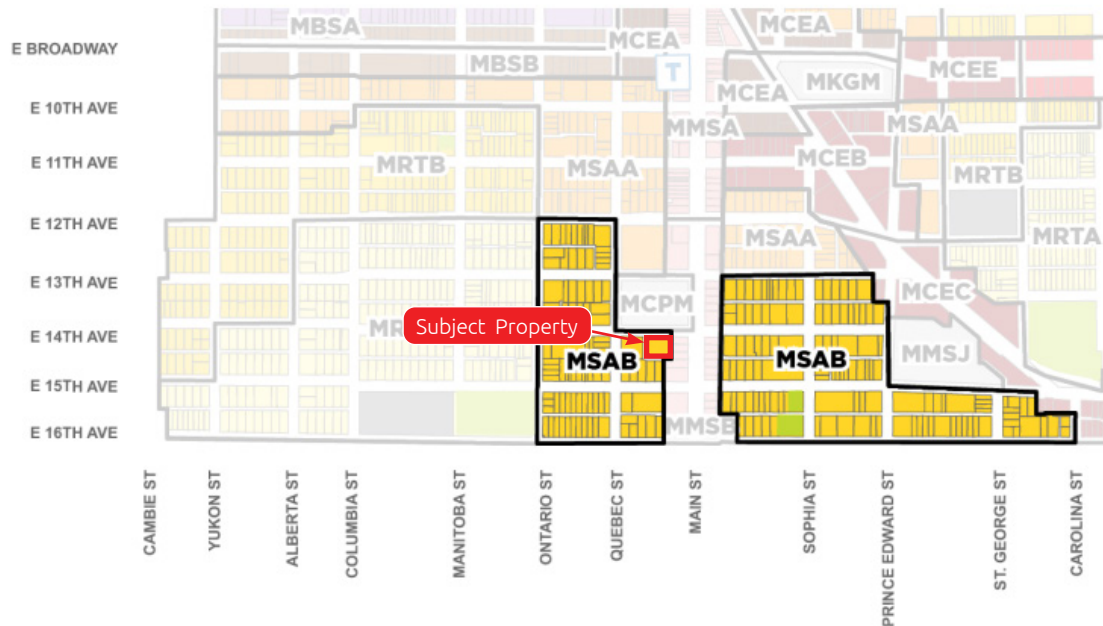 MBSA
MCEA
MCEA
E BROADWAY
MBSB
MCEE
T
MKGM
MCEA
E 10TH AVE
MMSA
MSAA
MCEB
E 11TH AVE
MRTB
MSAA
MRTB
E 12TH AVE
MSAA
MRTA
E 13TH AVE
MCEC
MCPM
Subject Property
E 14TH AVE
MMSJ
MSAB
MSAB
E 15TH AVE
E 16TH AVE
MMSB
CAMBIE ST
YUKON ST
ALBERTA ST
COLUMBIA ST
MANITOBA ST
ONTARIO ST
QUEBEC ST
MAIN ST
SOPHIA ST
PRINCE EDWARD ST
ST. GEORGE ST
CAROLINA ST